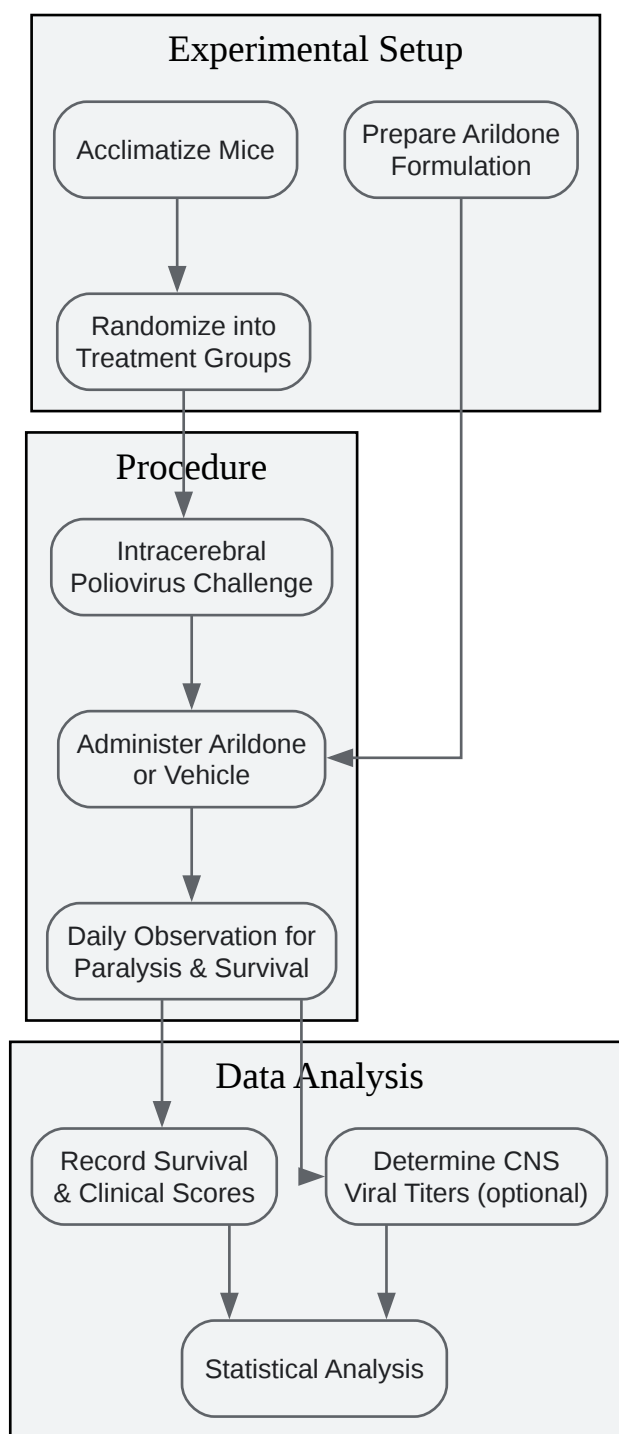 Experimental Setup
Acclimatize Mice
Prepare Arildone
Formulation
Randomize into
Treatment Groups
Procedure
Intracerebral
Poliovirus Challenge
Administer Arildone
or Vehicle
Daily Observation for
Paralysis & Survival
Data Analysis
Record Survival
& Clinical Scores
Determine CNS
Viral Titers (optional)
Statistical Analysis